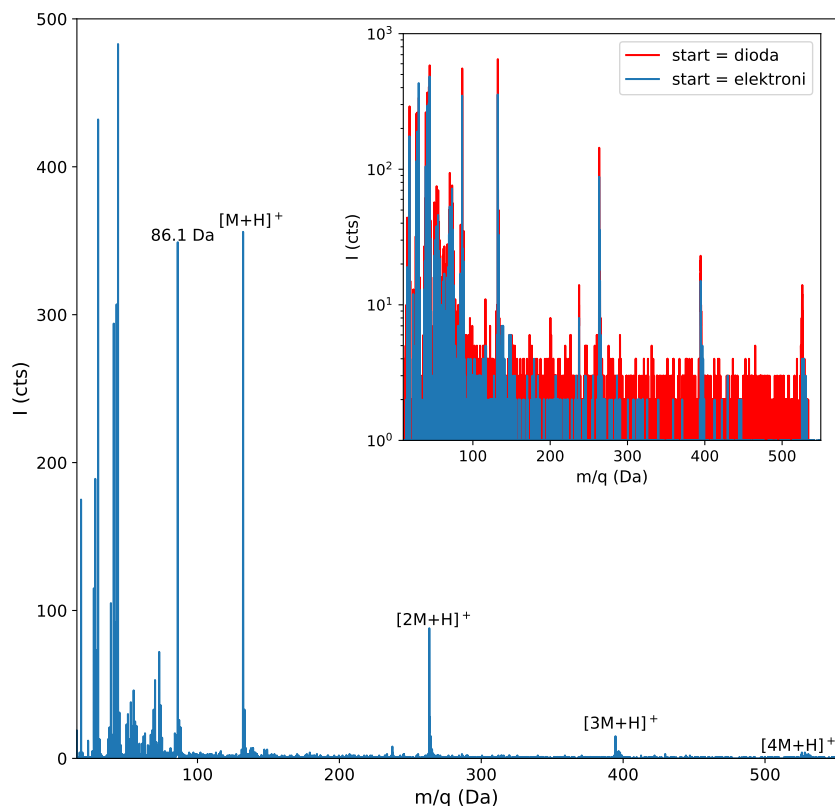 500
400
300
200
100
0
I (cts)
100
200
300
400
500
m/q (Da)
86.1 Da
[M+H]⁺
[2M+H]⁺
[3M+H]⁺
[4M+H]⁺
10³
10²
10¹
10⁰
I (cts)
100
200
300
400
500
m/q (Da)
start = dioda
start = elektroni